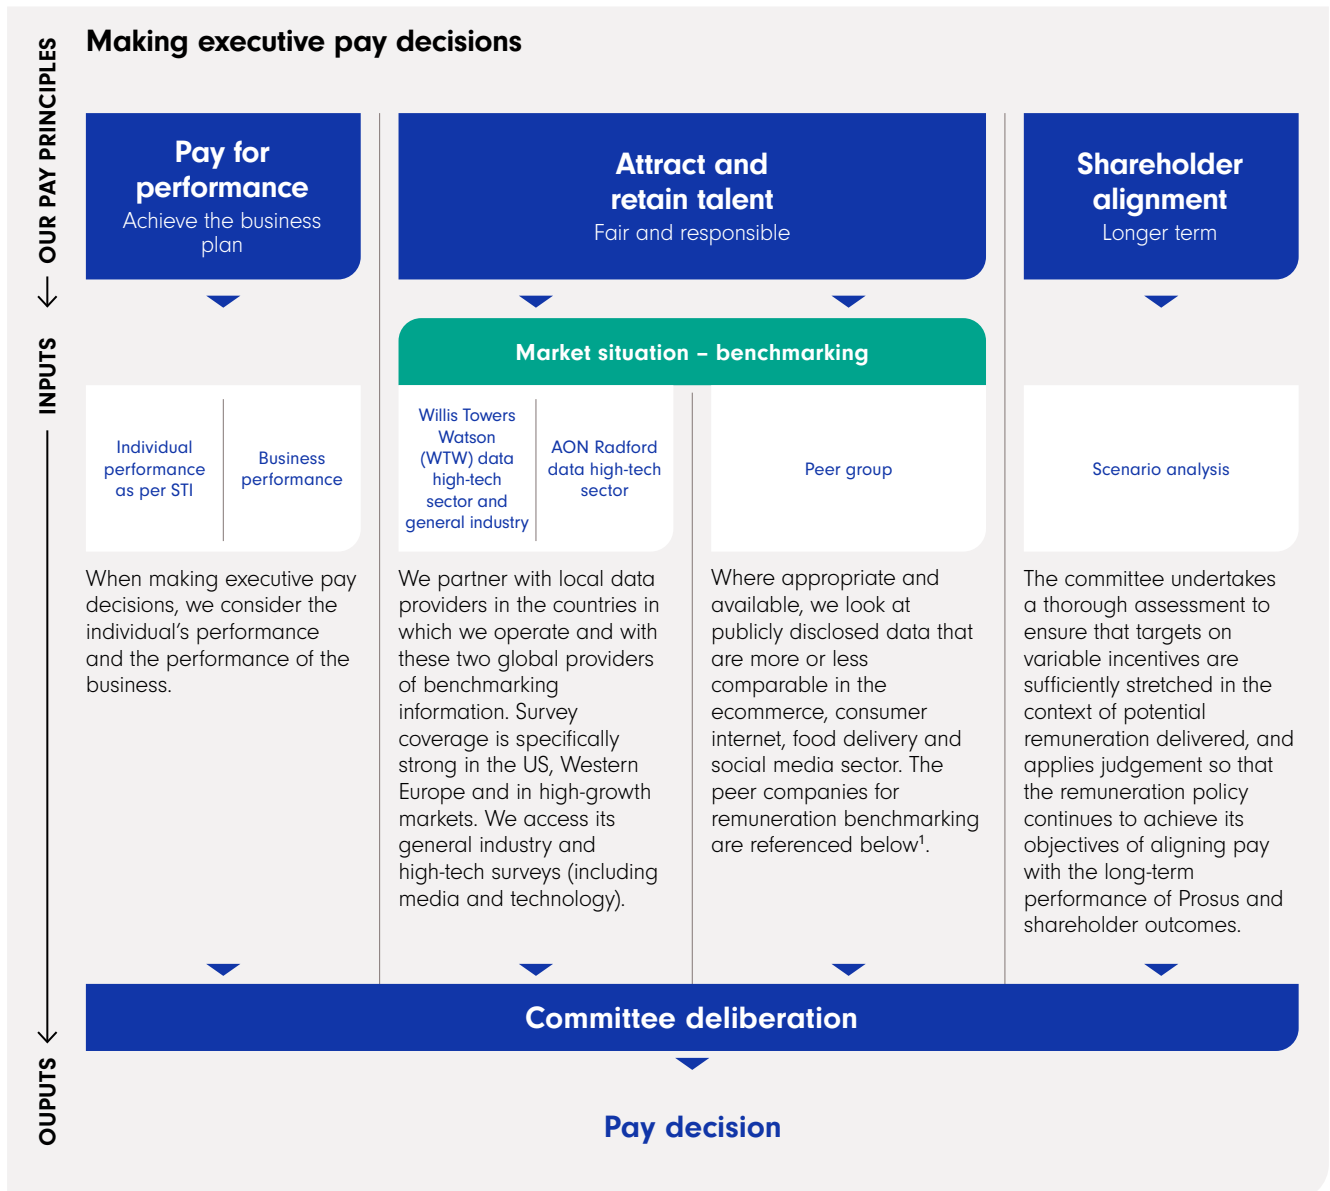 Making executive pay decisions
OUR PAY PRINCIPLES
Pay for
performance
Achieve the business
plan
Attract and
retain talent
Fair and responsible
Shareholder
alignment
Longer term
INPUTS
Market situation – benchmarking
Individual
performance
as per STI
Business
performance
Willis Towers
Watson
(WTW) data
high-tech
sector and
general industry
AON Radford
data high-tech
sector
Peer group
Scenario analysis
When making executive pay
decisions, we consider the
individual's performance
and the performance of the
business.
We partner with local data
providers in the countries in
which we operate and with
these two global providers
of benchmarking
information. Survey
coverage is specifically
strong in the US, Western
Europe and in high-growth
markets. We access its
general industry and
high-tech surveys (including
media and technology).
Where appropriate and
available, we look at
publicly disclosed data that
are more or less
comparable in the
ecommerce, consumer
internet, food delivery and
social media sector. The
peer companies for
remuneration benchmarking
are referenced below¹.
The committee undertakes
a thorough assessment to
ensure that targets on
variable incentives are
sufficiently stretched in the
context of potential
remuneration delivered, and
applies judgement so that
the remuneration policy
continues to achieve its
objectives of aligning pay
with the long-term
performance of Prosus and
shareholder outcomes.
Committee deliberation
OUPUTS
Pay decision